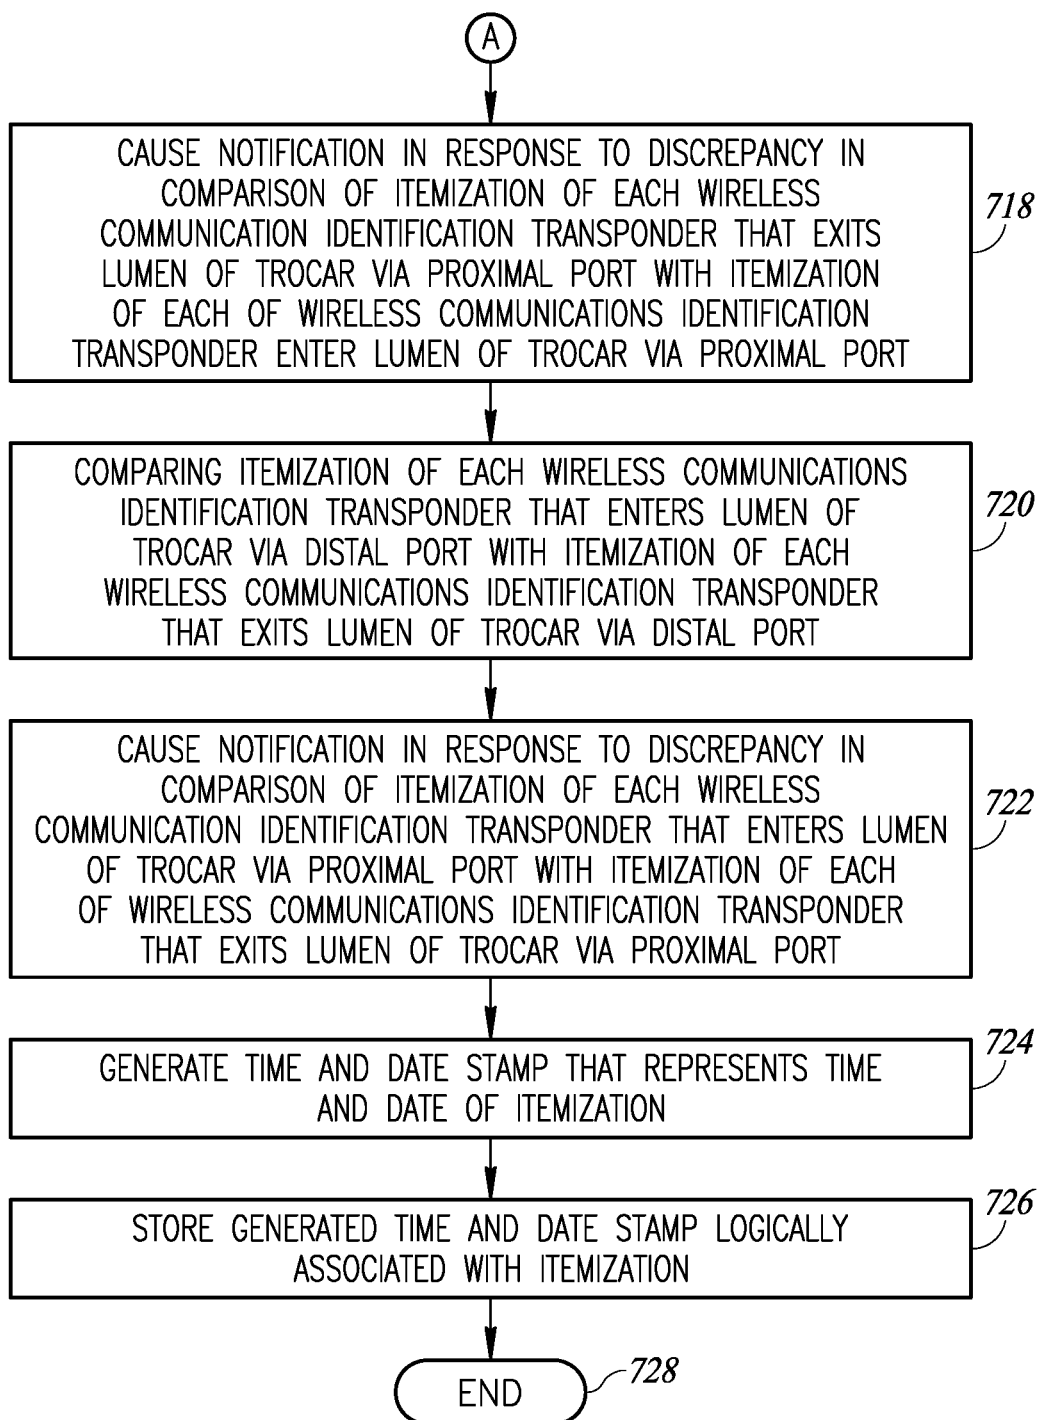 A
CAUSE NOTIFICATION IN RESPONSE TO DISCREPANCY IN
COMPARISON OF ITEMIZATION OF EACH WIRELESS
COMMUNICATION IDENTIFICATION TRANSPONDER THAT EXITS
LUMEN OF TROCAR VIA PROXIMAL PORT WITH ITEMIZATION
OF EACH OF WIRELESS COMMUNICATIONS IDENTIFICATION
TRANSPONDER ENTER LUMEN OF TROCAR VIA PROXIMAL PORT
718
COMPARING ITEMIZATION OF EACH WIRELESS COMMUNICATIONS
IDENTIFICATION TRANSPONDER THAT ENTERS LUMEN OF
TROCAR VIA DISTAL PORT WITH ITEMIZATION OF EACH
WIRELESS COMMUNICATIONS IDENTIFICATION TRANSPONDER
THAT EXITS LUMEN OF TROCAR VIA DISTAL PORT
720
CAUSE NOTIFICATION IN RESPONSE TO DISCREPANCY IN
COMPARISON OF ITEMIZATION OF EACH WIRELESS
COMMUNICATION IDENTIFICATION TRANSPONDER THAT ENTERS LUMEN
OF TROCAR VIA PROXIMAL PORT WITH ITEMIZATION OF EACH
OF WIRELESS COMMUNICATIONS IDENTIFICATION TRANSPONDER
THAT EXITS LUMEN OF TROCAR VIA PROXIMAL PORT
722
GENERATE TIME AND DATE STAMP THAT REPRESENTS TIME
AND DATE OF ITEMIZATION
724
STORE GENERATED TIME AND DATE STAMP LOGICALLY
ASSOCIATED WITH ITEMIZATION
726
END
728